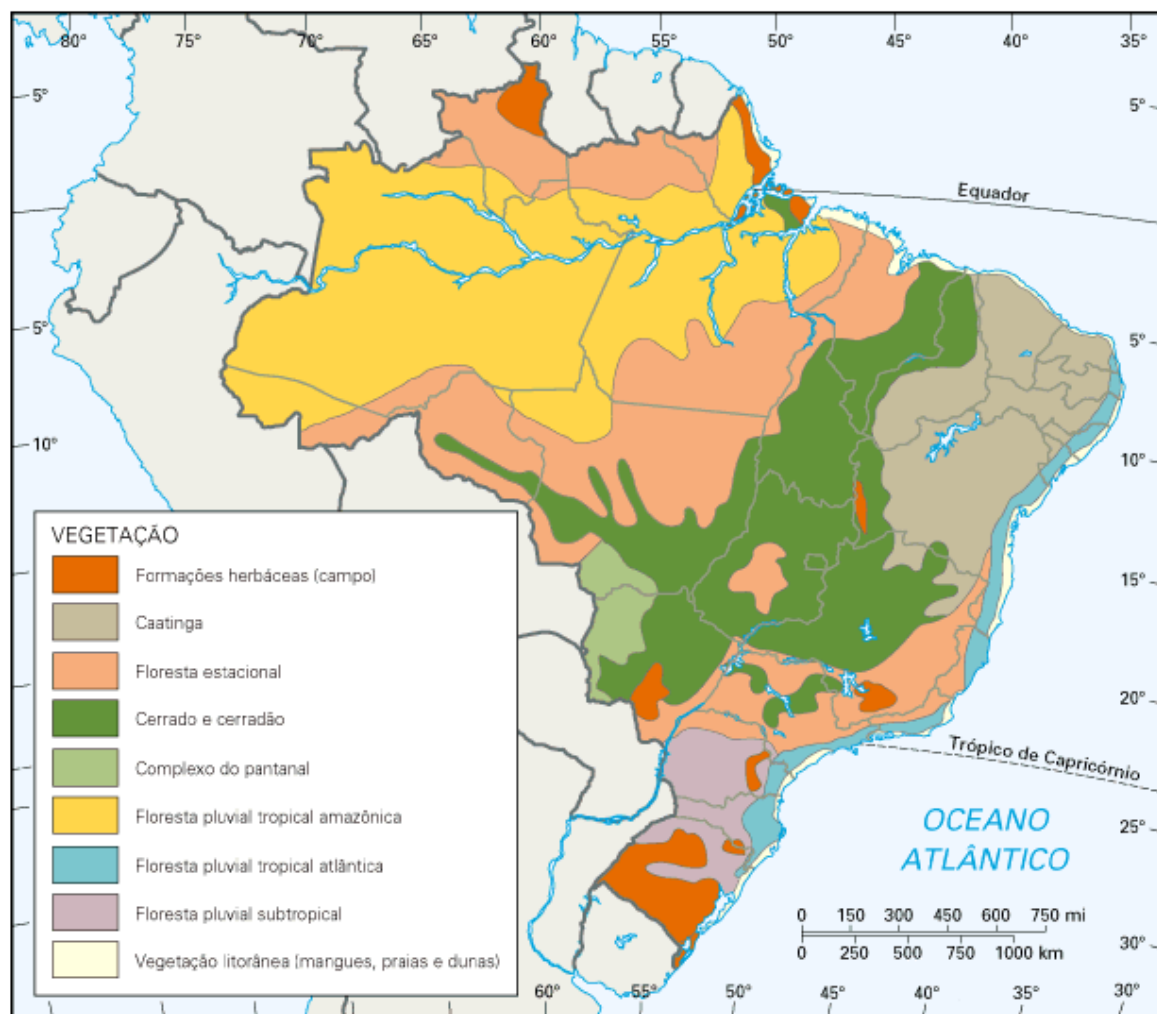 80° 75° 70° 65° 60° 55° 50° 45° 40° 35°
5° 5°
Equador
5° 5°
10° 10°
15°
20°
Trópico de Capricórnio
25°
30°
VEGETAÇÃO
Formações herbáceas (campo)
Caatinga
Floresta estacional
Cerrado e cerradão
Complexo do pantanal
Floresta pluvial tropical amazônica
Floresta pluvial tropical atlântica
Floresta pluvial subtropical
Vegetação litorânea (mangues, praias e dunas)
OCEANO
ATLÂNTICO
0 150 300 450 600 750 mi
0 250 500 750 1000 km
60° 55° 50° 45° 40° 35° 30°